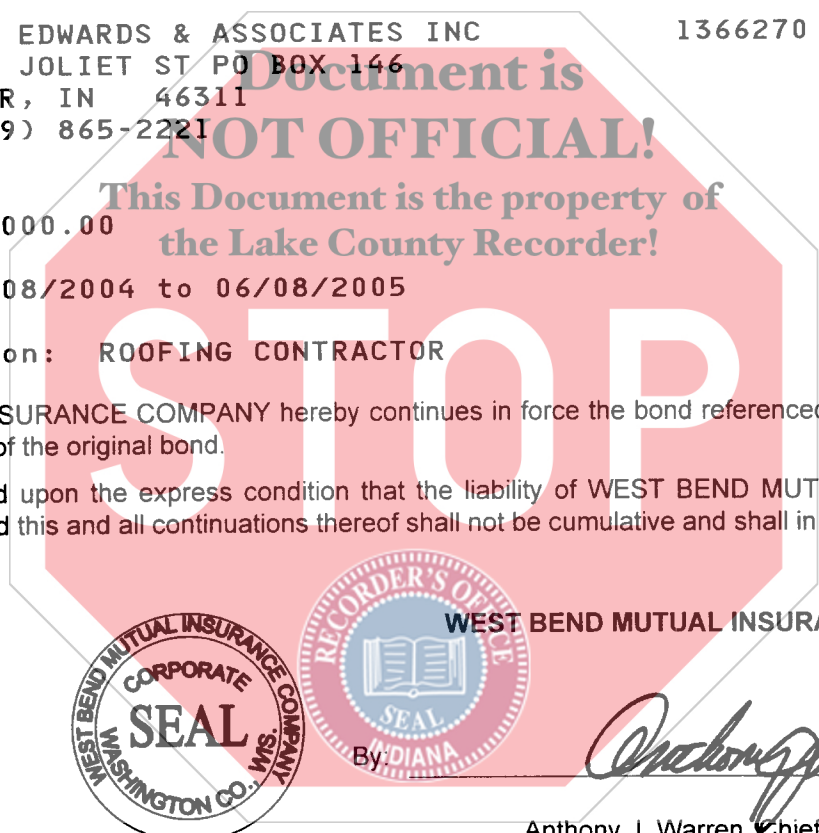 EDWARDS & ASSOCIATES INC 1366270
JOLIET ST PO BOX 146
R, IN 46311
9) 865-2221
Document is
NOT OFFICIAL!
This Document is the property of
the Lake County Recorder!
000.00
08/2004 to 06/08/2005
on: ROOFING CONTRACTOR
STOP
SURANCE COMPANY hereby continues in force the bond referenced
of the original bond.
d upon the express condition that the liability of WEST BEND MUT
d this and all continuations thereof shall not be cumulative and shall in
WEST BEND MUTUAL INSURA
WEST BEND MUTUAL INSURANCE COMPANY
CORPORATE
SEAL
WASHINGTON CO., WIS.
RECORDER'S OFFICE
SEAL
INDIANA
By:
Anthony J. Warren, Chief